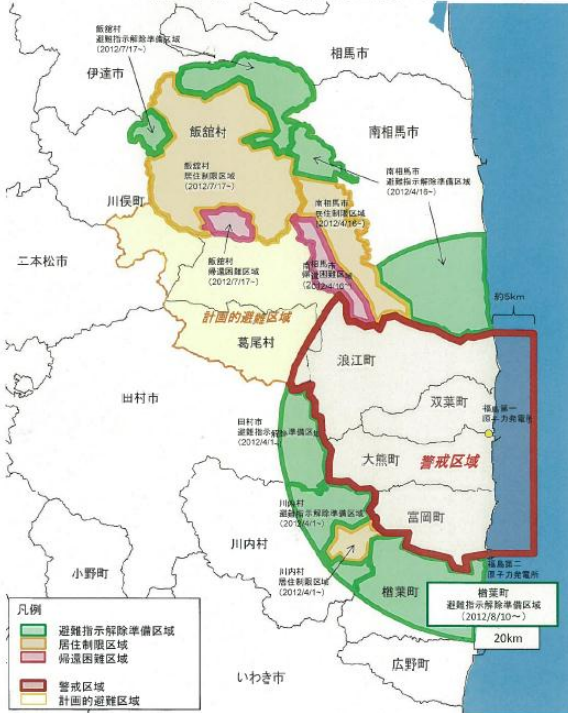 飯舘村
避難指示解除準備区域
(2012/7/17~)
相馬市
伊達市
飯舘村
南相馬市
飯舘村
居住制限区域
(2012/7/17~)
南相馬市
避難指示解除準備区域
(2012/4/16~)
川俣町
南相馬市
居住制限区域
(2012/4/16~)
二本松市
飯舘村
帰還困難区域
(2012/7/17~)
南相馬市
帰還困難区域
(2012/4/16~)
約5km
計画的避難区域
葛尾村
浪江町
田村市
双葉町
福島第一
原子力発電所
田村市
避難指示解除準備区域
(2012/4/1~)
大熊町
警戒区域
川内村
避難指示解除準備区域
(2012/4/1~)
富岡町
川内村
川内村
居住制限区域
(2012/4/1~)
小野町
福島第二
原子力発電所
楢葉町
楢葉町
避難指示解除準備区域
(2012/8/10~)
20km
凡例
避難指示解除準備区域
居住制限区域
帰還困難区域
警戒区域
計画的避難区域
いわき市
広野町